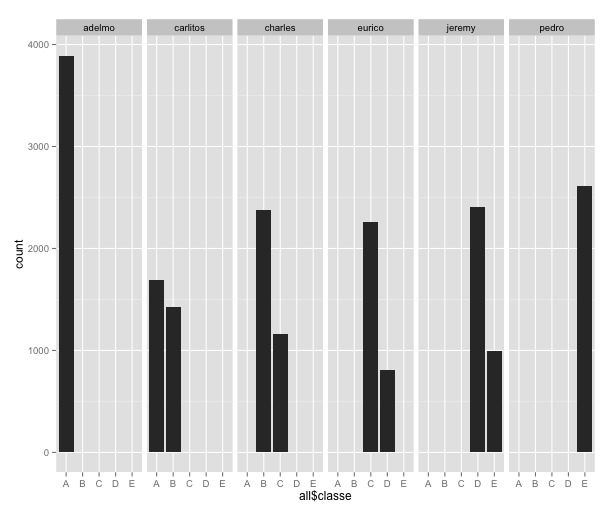 adelmo carlitos charles eurico jeremy pedro
4000
3000
2000
1000
0
count
A B C D E A B C D E A B C D E A B C D E A B C D E A B C D E
all$classe